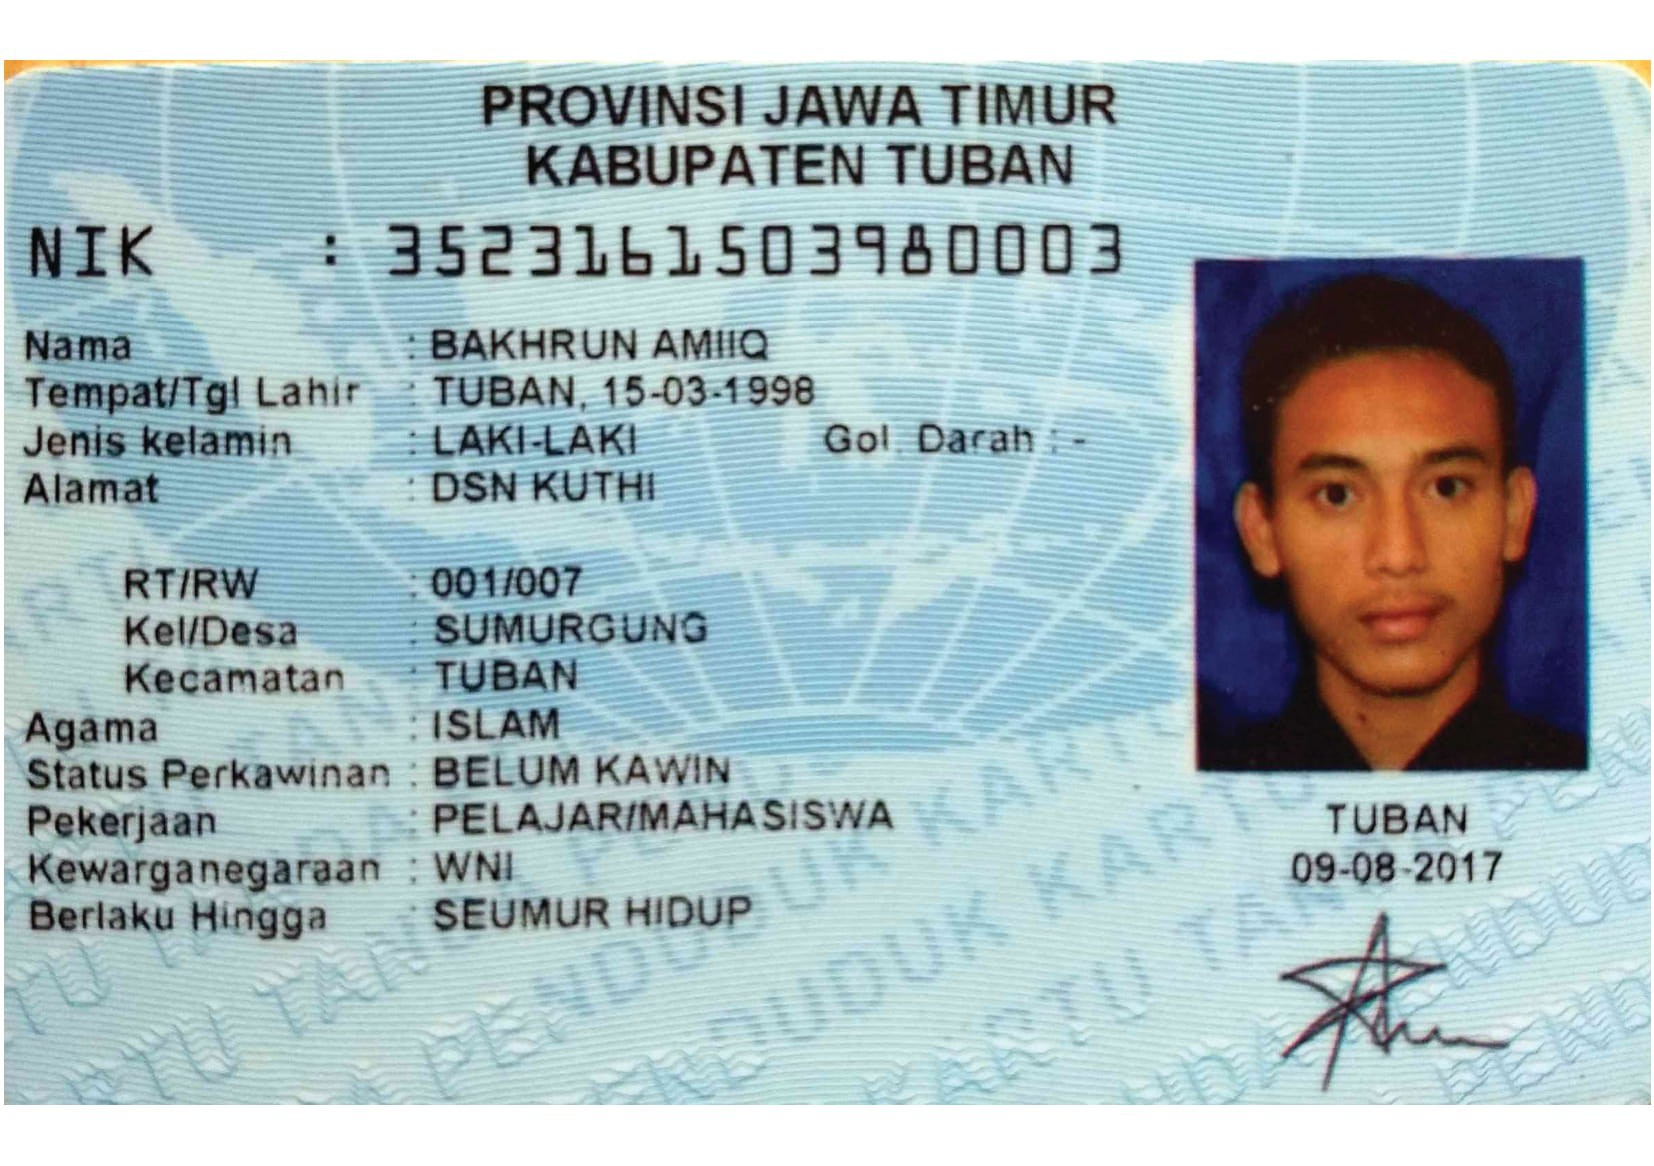 PROVINSI JAWA TIMUR
KABUPATEN TUBAN
NIK : 3523161503980003
Nama : BAKHRUN AMIIQ
Tempat/Tgl Lahir : TUBAN, 15-03-1998
Jenis kelamin : LAKI-LAKI Gol. Darah : -
Alamat : DSN KUTHI
RT/RW : 001/007
Kel/Desa : SUMURGUNG
Kecamatan : TUBAN
Agama : ISLAM
Status Perkawinan : BELUM KAWIN
Pekerjaan : PELAJAR/MAHASISWA
Kewarganegaraan : WNI
Berlaku Hingga : SEUMUR HIDUP
TUBAN
09-08-2017